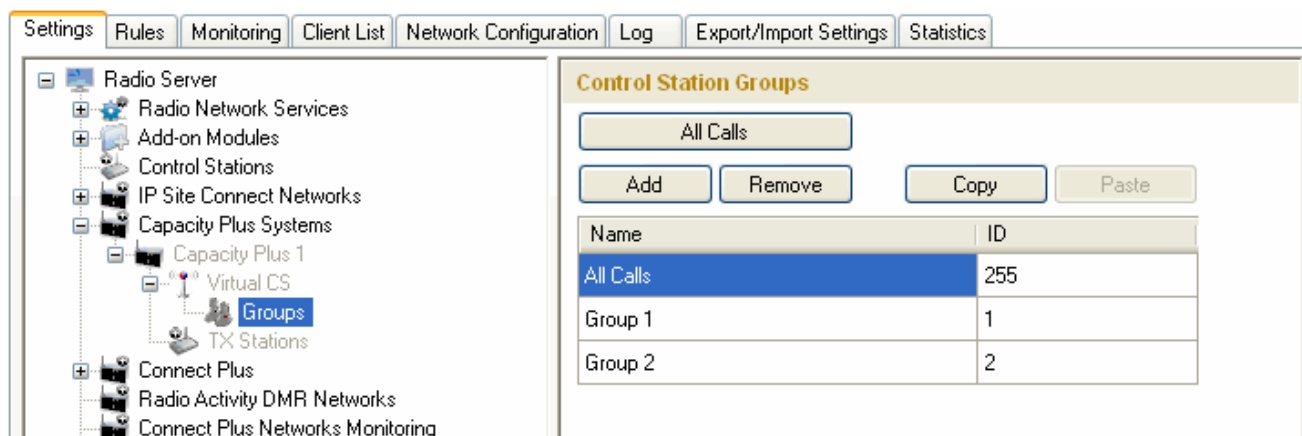 Settings Rules Monitoring Client List Network Configuration Log Export/Import Settings Statistics
Radio Server
Radio Network Services
Add-on Modules
Control Stations
IP Site Connect Networks
Capacity Plus Systems
Capacity Plus 1
Virtual CS
Groups
TX Stations
Connect Plus
Radio Activity DMR Networks
Connect Plus Networks Monitoring
Control Station Groups
All Calls
Add Remove Copy Paste
Name ID
All Calls 255
Group 1 1
Group 2 2